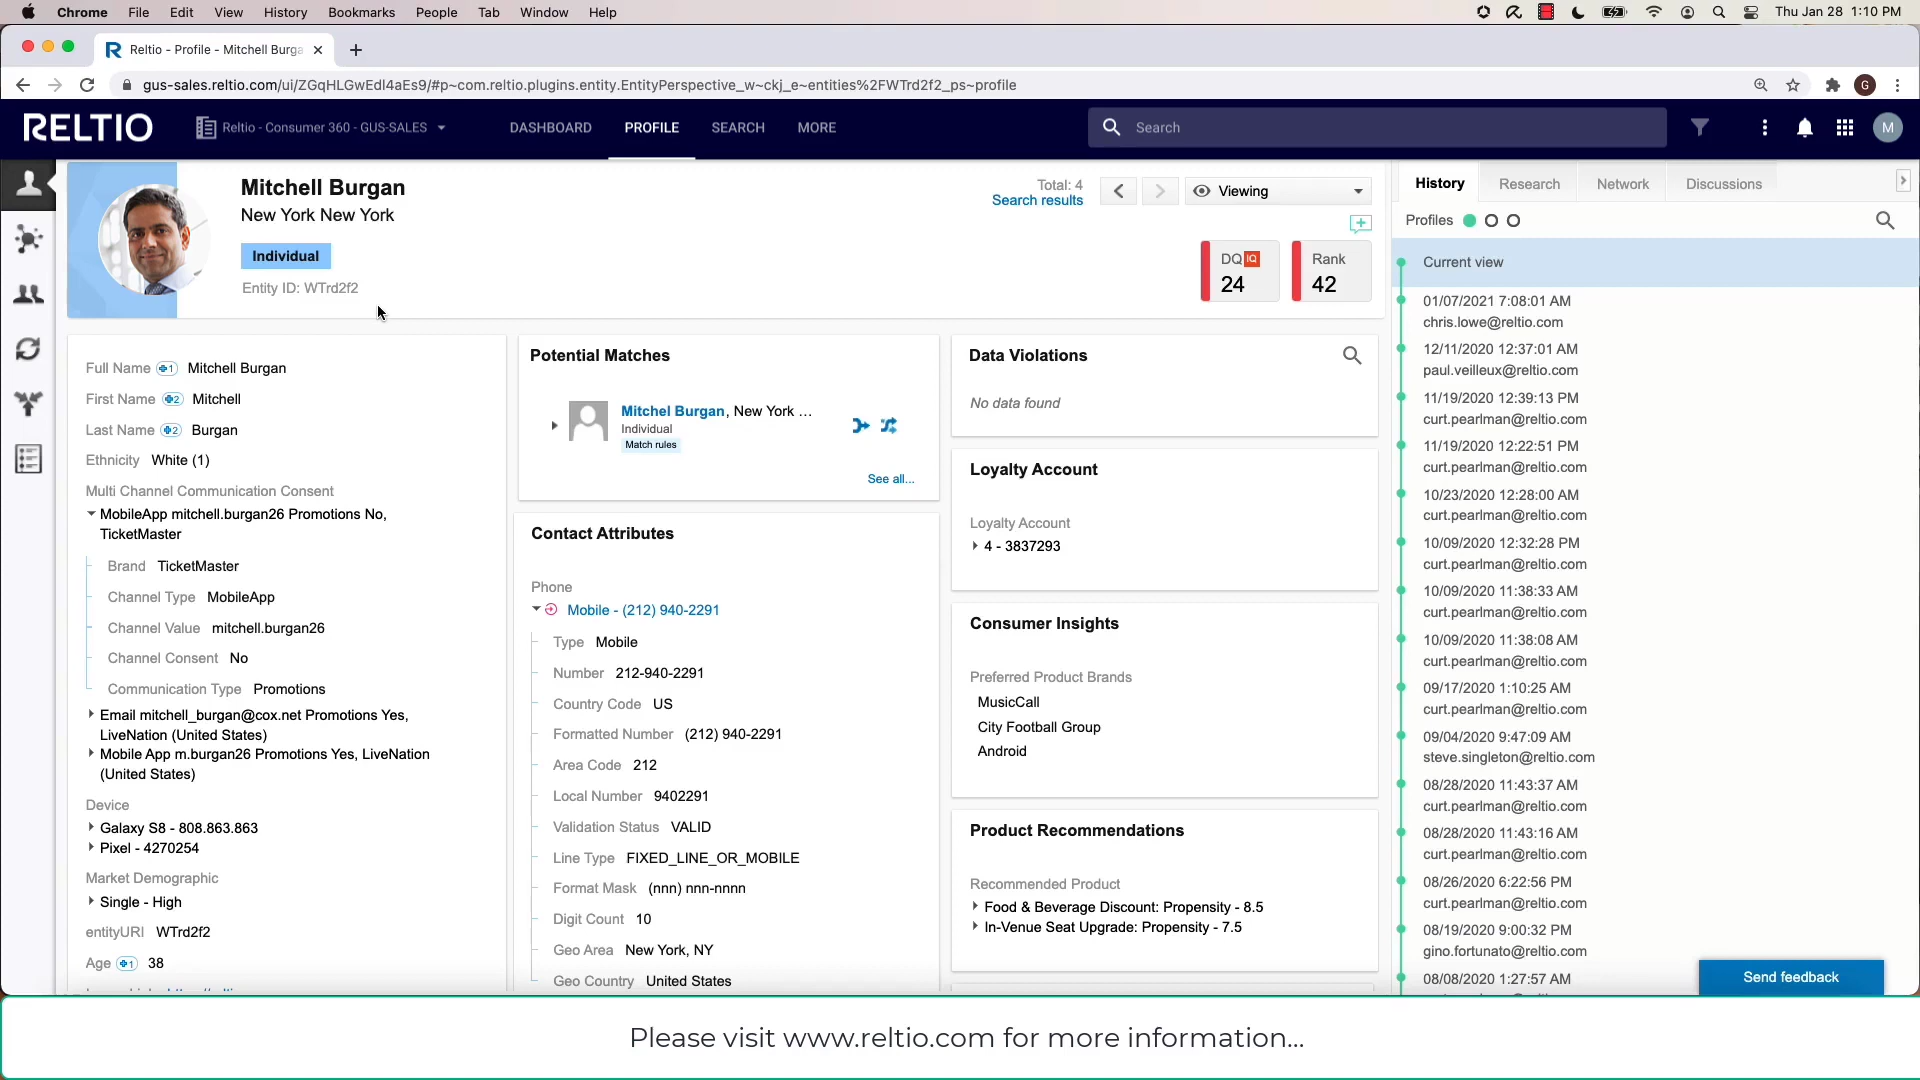 Chrome File Edit View History Bookmarks People Tab Window Help
Thu Jan 28 1:10 PM
Reltio - Profile - Mitchell Burga
gus-sales.reltio.com/ui/ZGqHLGwEdl4aEs9/#p~com.reltio.plugins.entity.EntityPerspective_w~ckj_e~entities%2FWTrd2f2_ps~profile
G
RELTIO
Reltio - Consumer 360 - GUS-SALES
DASHBOARD PROFILE SEARCH MORE
Search
M
Mitchell Burgan
New York New York
Individual
Entity ID: WTrd2f2
Total: 4
Search results
Viewing
DQ IQ
24
Rank
42
Full Name 1 Mitchell Burgan
First Name 2 Mitchell
Last Name 2 Burgan
Ethnicity White (1)
Multi Channel Communication Consent
MobileApp mitchell.burgan26 Promotions No,
TicketMaster
Brand TicketMaster
Channel Type MobileApp
Channel Value mitchell.burgan26
Channel Consent No
Communication Type Promotions
Email mitchell_burgan@cox.net Promotions Yes,
LiveNation (United States)
Mobile App m.burgan26 Promotions Yes, LiveNation
(United States)
Device
Galaxy S8 - 808.863.863
Pixel - 4270254
Market Demographic
Single - High
entityURI WTrd2f2
Age 1 38
Potential Matches
Mitchel Burgan, New York ...
Individual
Match rules
See all...
Contact Attributes
Phone
Mobile - (212) 940-2291
Type Mobile
Number 212-940-2291
Country Code US
Formatted Number (212) 940-2291
Area Code 212
Local Number 9402291
Validation Status VALID
Line Type FIXED_LINE_OR_MOBILE
Format Mask (nnn) nnn-nnnn
Digit Count 10
Geo Area New York, NY
Geo Country United States
Data Violations
No data found
Loyalty Account
Loyalty Account
4 - 3837293
Consumer Insights
Preferred Product Brands
MusicCall
City Football Group
Android
Product Recommendations
Recommended Product
Food & Beverage Discount: Propensity - 8.5
In-Venue Seat Upgrade: Propensity - 7.5
History Research Network Discussions
Profiles
Current view
01/07/2021 7:08:01 AM
chris.lowe@reltio.com
12/11/2020 12:37:01 AM
paul.veilleux@reltio.com
11/19/2020 12:39:13 PM
curt.pearlman@reltio.com
11/19/2020 12:22:51 PM
curt.pearlman@reltio.com
10/23/2020 12:28:00 AM
curt.pearlman@reltio.com
10/09/2020 12:32:28 PM
curt.pearlman@reltio.com
10/09/2020 11:38:33 AM
curt.pearlman@reltio.com
10/09/2020 11:38:08 AM
curt.pearlman@reltio.com
09/17/2020 1:10:25 AM
curt.pearlman@reltio.com
09/04/2020 9:47:09 AM
steve.singleton@reltio.com
08/28/2020 11:43:37 AM
curt.pearlman@reltio.com
08/28/2020 11:43:16 AM
curt.pearlman@reltio.com
08/26/2020 6:22:56 PM
curt.pearlman@reltio.com
08/19/2020 9:00:32 PM
gino.fortunato@reltio.com
08/08/2020 1:27:57 AM
Send feedback
Please visit www.reltio.com for more information...